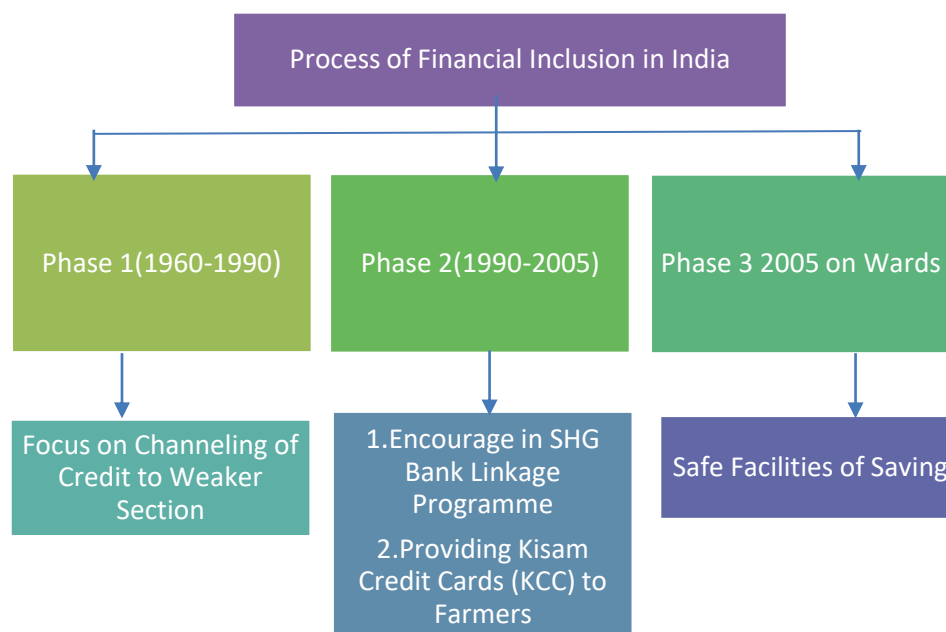 Process of Financial Inclusion in India
Phase 1(1960-1990)
Phase 2(1990-2005)
Phase 3 2005 on Wards
Focus on Channeling of
Credit to Weaker
Section
1.Encourage in SHG
Bank Linkage
Programme
2.Providing Kisam
Credit Cards (KCC) to
Farmers
Safe Facilities of Saving